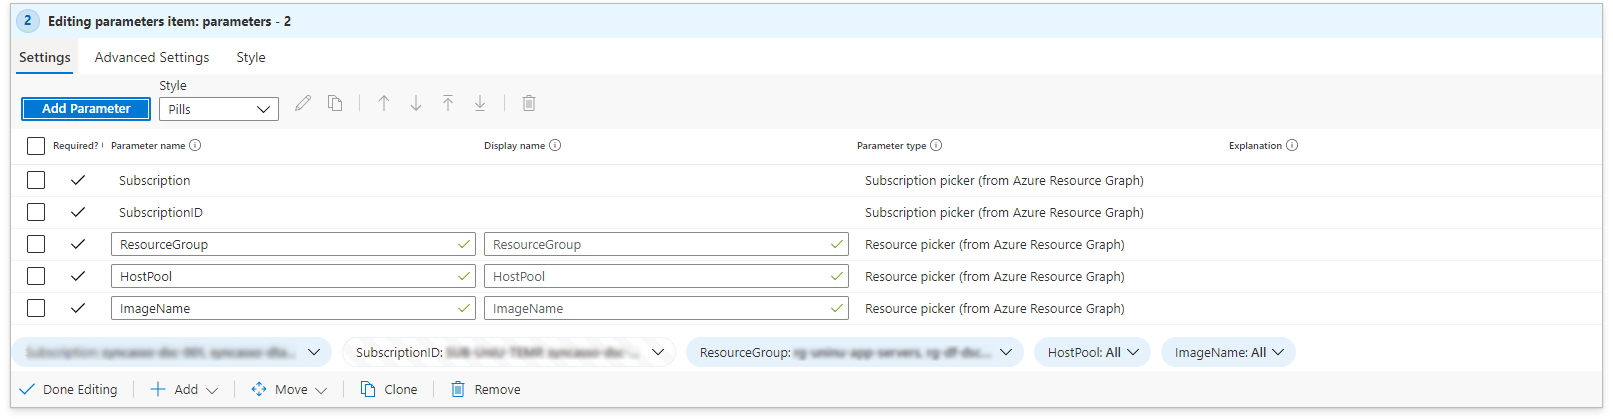 2 Editing parameters item: parameters - 2
Settings Advanced Settings Style
Style
Add Parameter Pills
Required? Parameter name Display name Parameter type Explanation
Subscription Subscription picker (from Azure Resource Graph)
SubscriptionID Subscription picker (from Azure Resource Graph)
ResourceGroup ResourceGroup Resource picker (from Azure Resource Graph)
HostPool HostPool Resource picker (from Azure Resource Graph)
ImageName ImageName Resource picker (from Azure Resource Graph)
SubscriptionID: ResourceGroup: HostPool: All ImageName: All
Done Editing Add Move Clone Remove